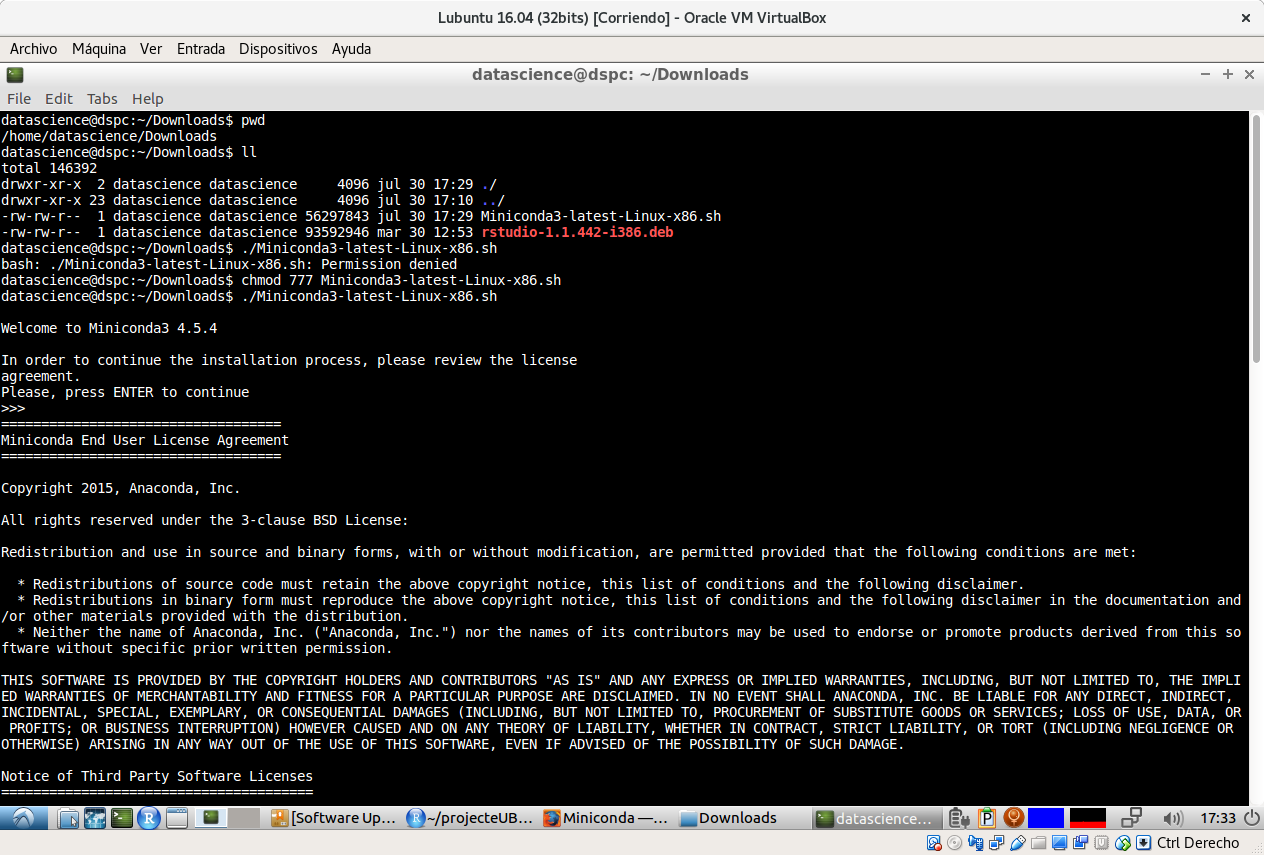 Lubuntu 16.04 (32bits) [Corriendo] - Oracle VM VirtualBox
Archivo Máquina Ver Entrada Dispositivos Ayuda
datascience@dspc: ~/Downloads
File Edit Tabs Help
datascience@dspc:~/Downloads$ pwd
/home/datascience/Downloads
datascience@dspc:~/Downloads$ ll
total 146392
drwxr-xr-x  2 datascience datascience     4096 jul 30 17:29 ./
drwxr-xr-x 23 datascience datascience     4096 jul 30 17:10 ../
-rw-rw-r--  1 datascience datascience 56297843 jul 30 17:29 Miniconda3-latest-Linux-x86.sh
-rw-rw-r--  1 datascience datascience 93592946 mar 30 12:53 rstudio-1.1.442-i386.deb
datascience@dspc:~/Downloads$ ./Miniconda3-latest-Linux-x86.sh
bash: ./Miniconda3-latest-Linux-x86.sh: Permission denied
datascience@dspc:~/Downloads$ chmod 777 Miniconda3-latest-Linux-x86.sh
datascience@dspc:~/Downloads$ ./Miniconda3-latest-Linux-x86.sh
Welcome to Miniconda3 4.5.4
In order to continue the installation process, please review the license
agreement.
Please, press ENTER to continue
>>>
===================================
Miniconda End User License Agreement
===================================
Copyright 2015, Anaconda, Inc.
All rights reserved under the 3-clause BSD License:
Redistribution and use in source and binary forms, with or without modification, are permitted provided that the following conditions are met:
* Redistributions of source code must retain the above copyright notice, this list of conditions and the following disclaimer.
* Redistributions in binary form must reproduce the above copyright notice, this list of conditions and the following disclaimer in the documentation and
/or other materials provided with the distribution.
* Neither the name of Anaconda, Inc. ("Anaconda, Inc.") nor the names of its contributors may be used to endorse or promote products derived from this so
ftware without specific prior written permission.
THIS SOFTWARE IS PROVIDED BY THE COPYRIGHT HOLDERS AND CONTRIBUTORS "AS IS" AND ANY EXPRESS OR IMPLIED WARRANTIES, INCLUDING, BUT NOT LIMITED TO, THE IMPLI
ED WARRANTIES OF MERCHANTABILITY AND FITNESS FOR A PARTICULAR PURPOSE ARE DISCLAIMED. IN NO EVENT SHALL ANACONDA, INC. BE LIABLE FOR ANY DIRECT, INDIRECT,
INCIDENTAL, SPECIAL, EXEMPLARY, OR CONSEQUENTIAL DAMAGES (INCLUDING, BUT NOT LIMITED TO, PROCUREMENT OF SUBSTITUTE GOODS OR SERVICES; LOSS OF USE, DATA, OR
PROFITS; OR BUSINESS INTERRUPTION) HOWEVER CAUSED AND ON ANY THEORY OF LIABILITY, WHETHER IN CONTRACT, STRICT LIABILITY, OR TORT (INCLUDING NEGLIGENCE OR
OTHERWISE) ARISING IN ANY WAY OUT OF THE USE OF THIS SOFTWARE, EVEN IF ADVISED OF THE POSSIBILITY OF SUCH DAMAGE.
Notice of Third Party Software Licenses
=======================================
R [Software Up... R ~/projecteUB... Miniconda —... Downloads datascience... P 17:33
Ctrl Derecho